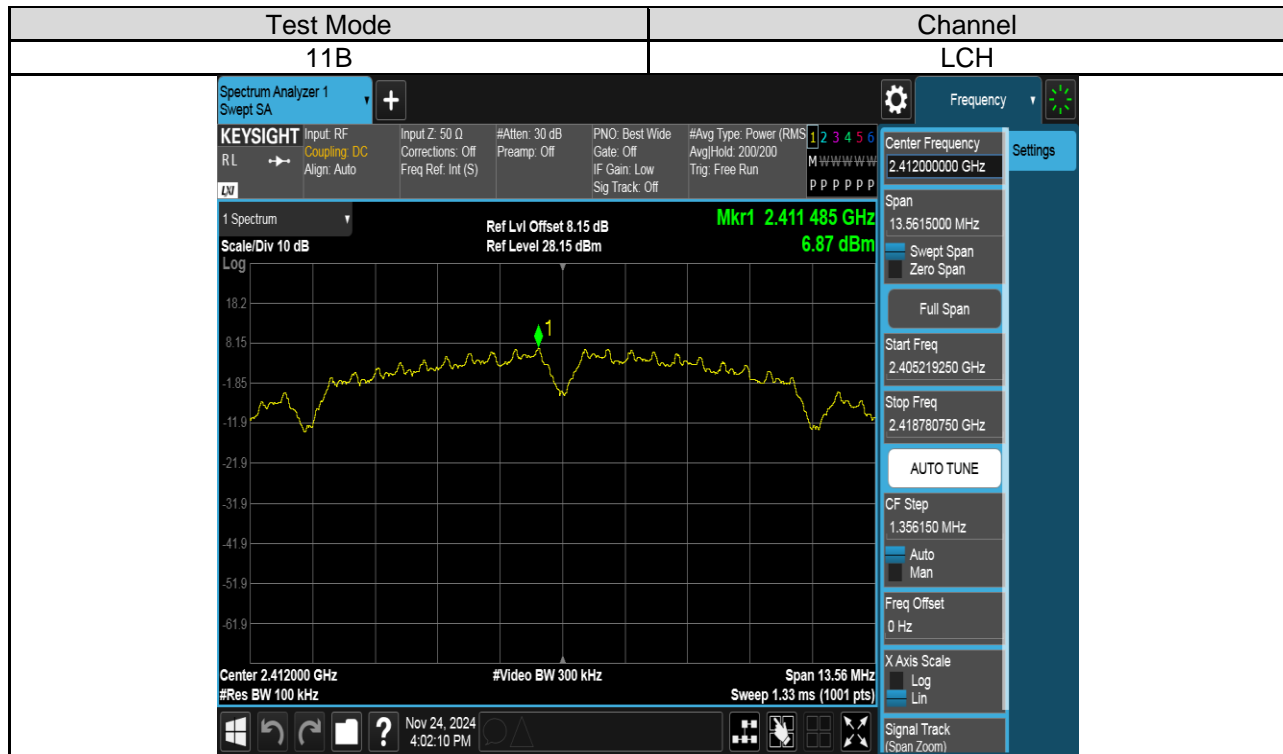 Test Mode Channel
11B LCH
Spectrum Analyzer 1
Swept SA
+
Frequency
KEYSIGHT
RL
LXI
Input: RF
Coupling: DC
Align: Auto
Input Z: 50 Ω
Corrections: Off
Freq Ref: Int (S)
#Atten: 30 dB
Preamp: Off
PNO: Best Wide
Gate: Off
IF Gain: Low
Sig Track: Off
#Avg Type: Power (RMS
Avg|Hold: 200/200
Trig: Free Run
1 2 3 4 5 6
M W W W W W
P P P P P P
1 Spectrum
Scale/Div 10 dB
Ref Lvl Offset 8.15 dB
Ref Level 28.15 dBm
Mkr1 2.411 485 GHz
6.87 dBm
Log
18.2
8.15
-1.85
-11.9
-21.9
-31.9
-41.9
-51.9
-61.9
1
Center 2.412000 GHz
#Res BW 100 kHz
#Video BW 300 kHz
Span 13.56 MHz
Sweep 1.33 ms (1001 pts)
?
Nov 24, 2024
4:02:10 PM
Center Frequency
2.412000000 GHz
Span
13.5615000 MHz
Swept Span
Zero Span
Full Span
Start Freq
2.405219250 GHz
Stop Freq
2.418780750 GHz
AUTO TUNE
CF Step
1.356150 MHz
Auto
Man
Freq Offset
0 Hz
X Axis Scale
Log
Lin
Signal Track
(Span Zoom)
Settings